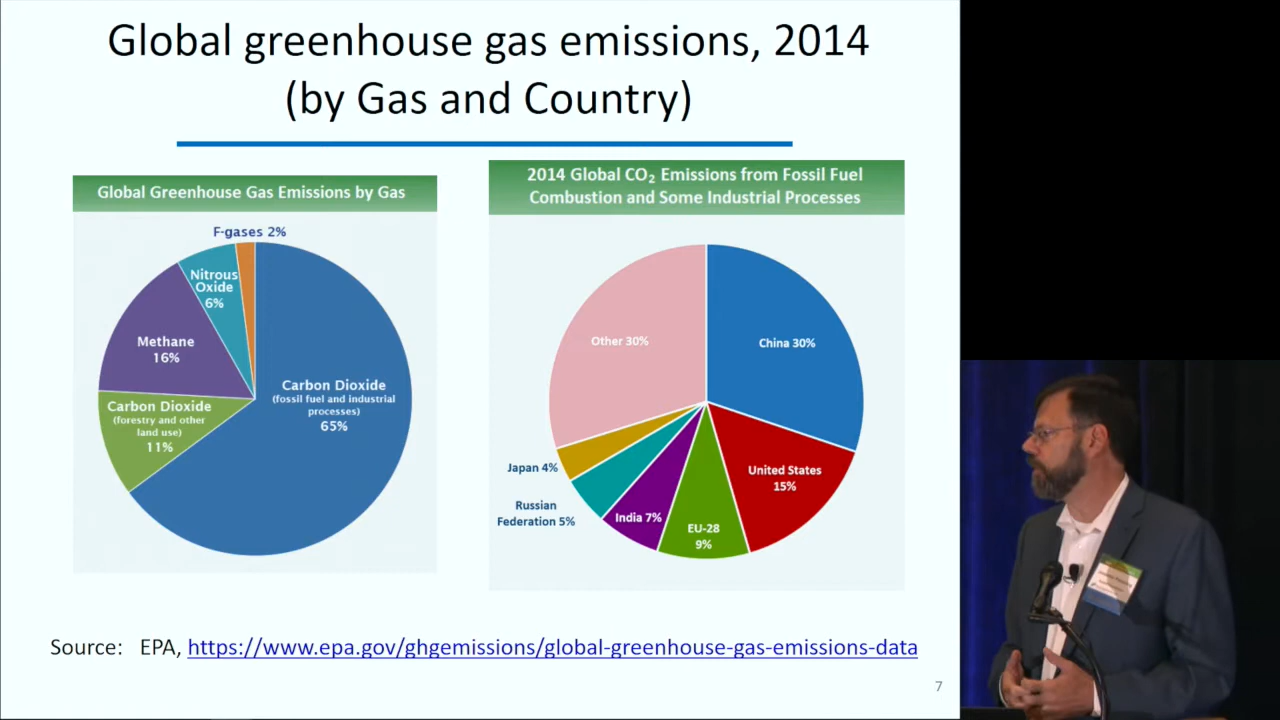 Global greenhouse gas emissions, 2014
(by Gas and Country)
Global Greenhouse Gas Emissions by Gas
F-gases 2%
Nitrous
Oxide
6%
Methane
16%
Carbon Dioxide
(forestry and other
land use)
11%
Carbon Dioxide
(fossil fuel and industrial
processes)
65%
2014 Global CO₂ Emissions from Fossil Fuel
Combustion and Some Industrial Processes
Other 30%
China 30%
Japan 4%
United States
15%
Russian
Federation 5%
India 7%
EU-28
9%
Source: EPA, https://www.epa.gov/ghgemissions/global-greenhouse-gas-emissions-data
7